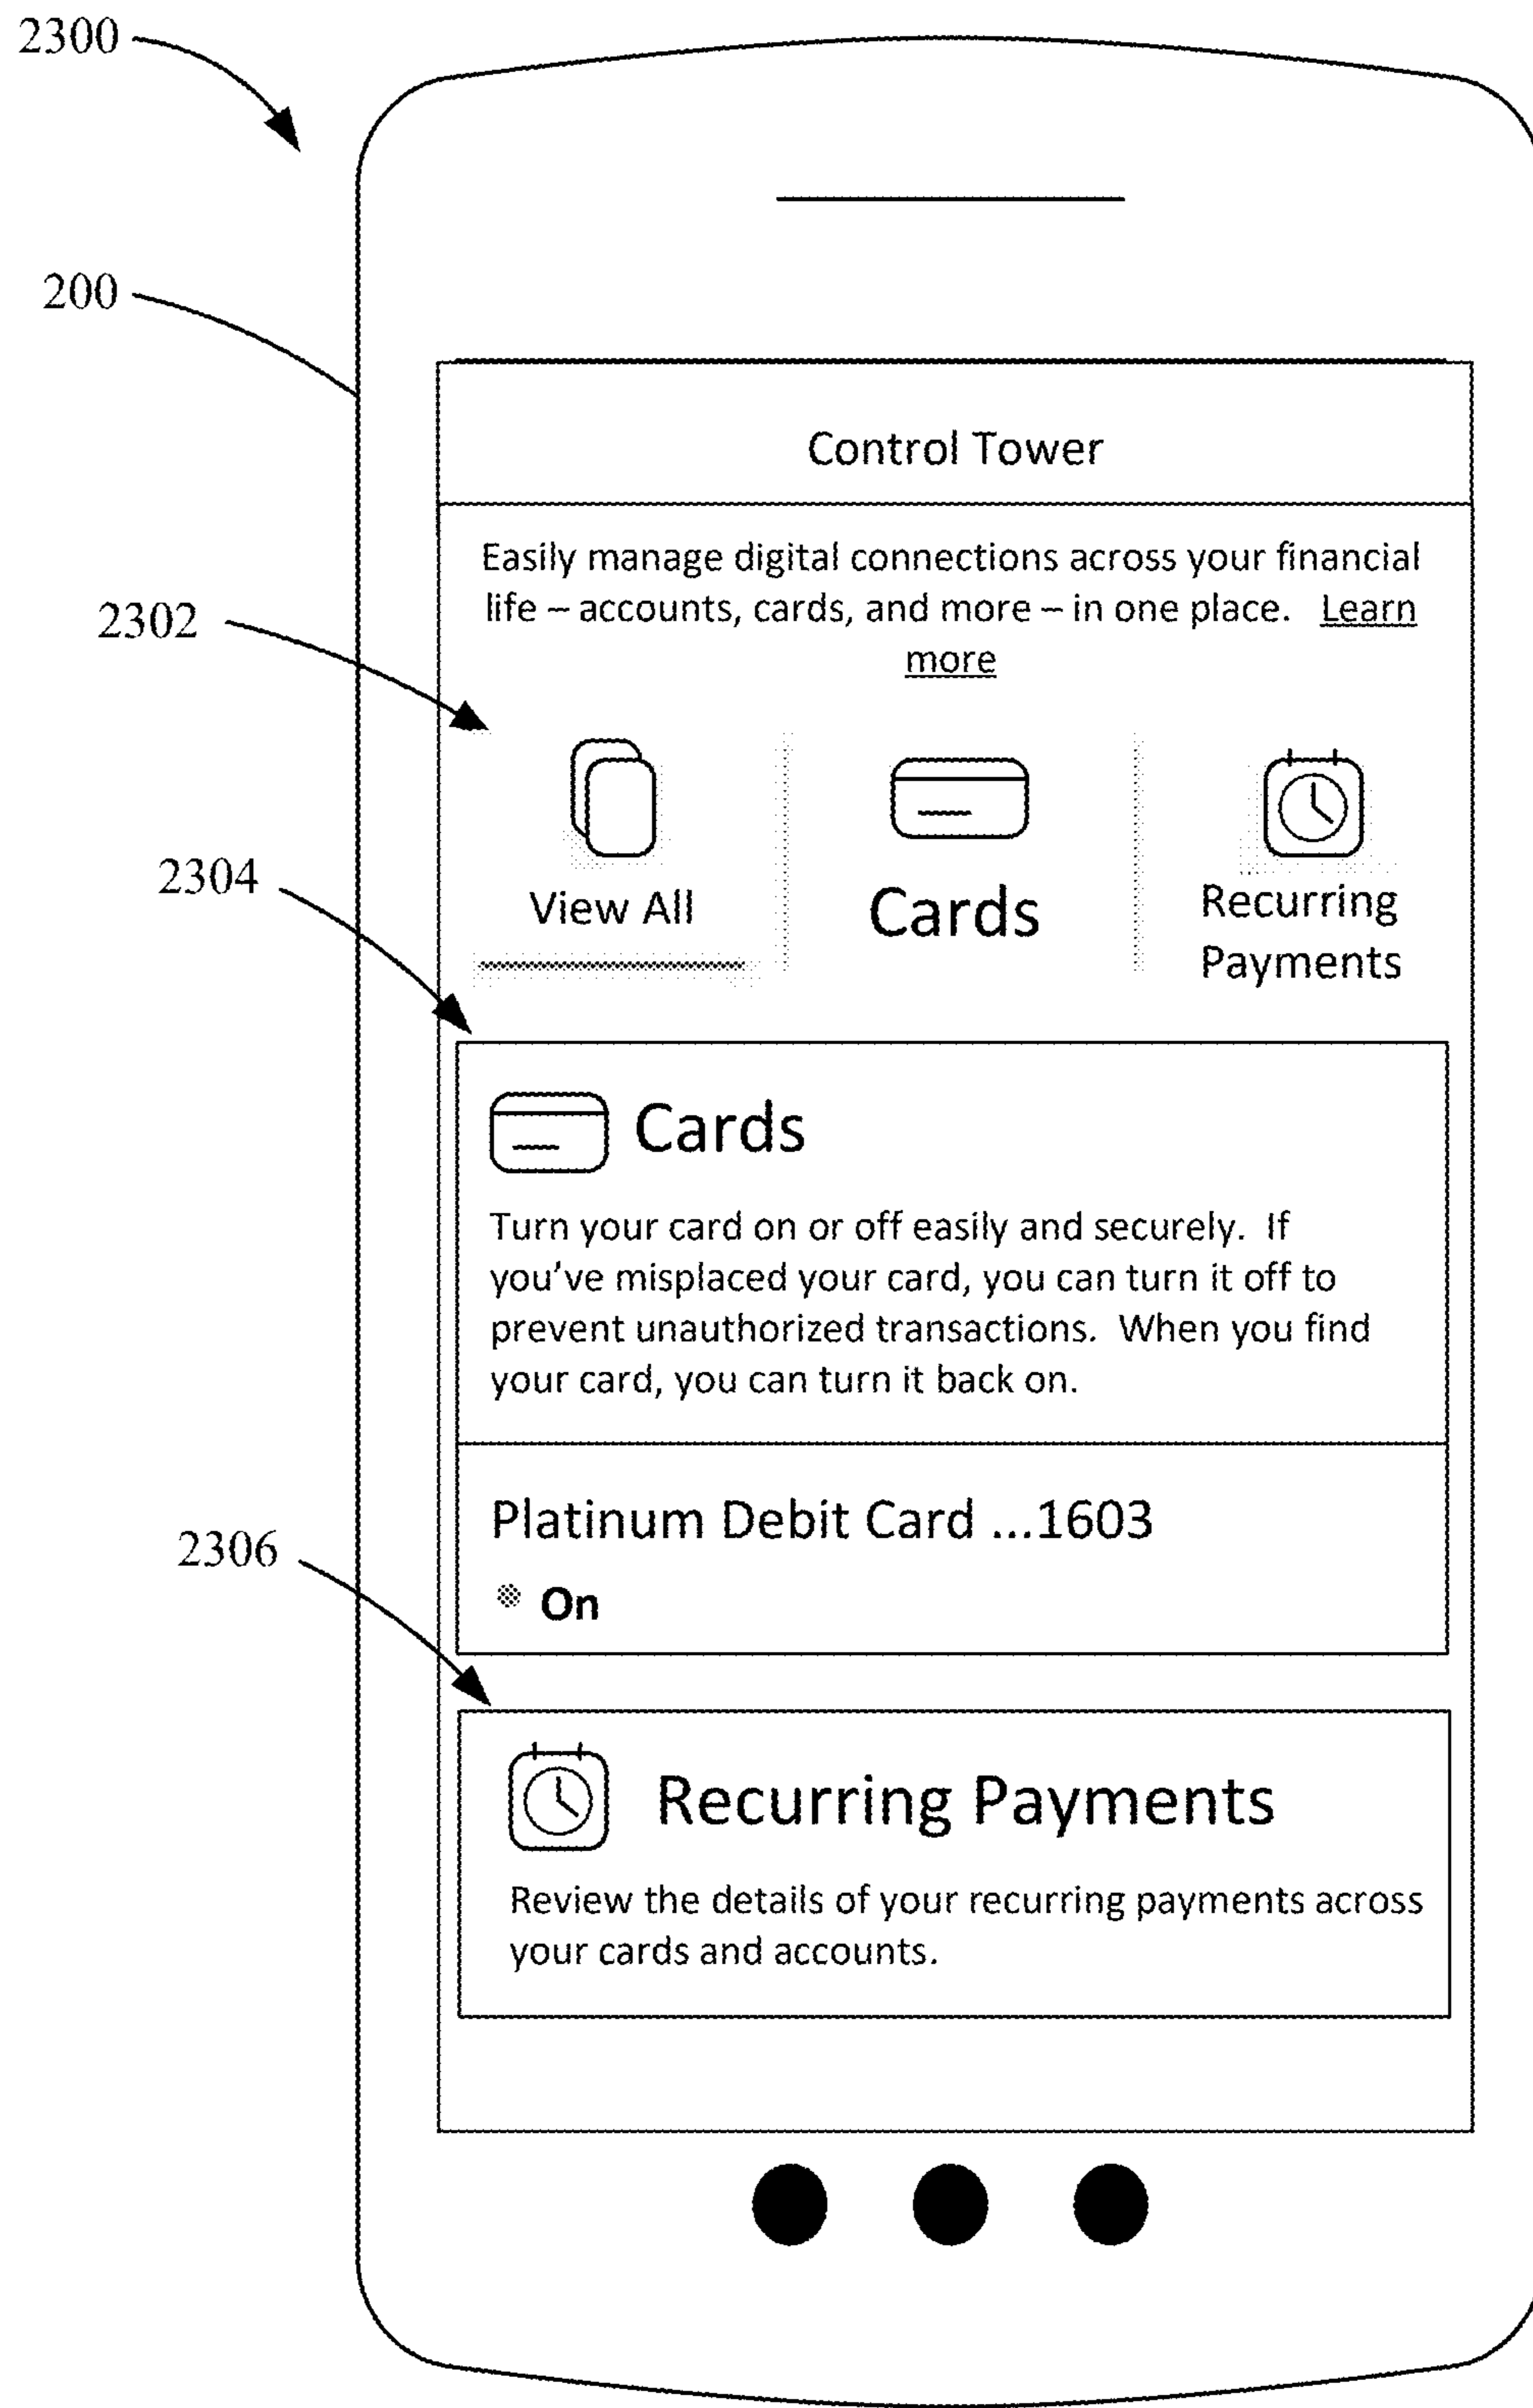 2300
200
Control Tower
Easily manage digital connections across your financial
life – accounts, cards, and more – in one place. Learn
more
2302
View All
Cards
Recurring
Payments
2304
Cards
Turn your card on or off easily and securely. If
you've misplaced your card, you can turn it off to
prevent unauthorized transactions. When you find
your card, you can turn it back on.
Platinum Debit Card ...1603
On
2306
Recurring Payments
Review the details of your recurring payments across
your cards and accounts.